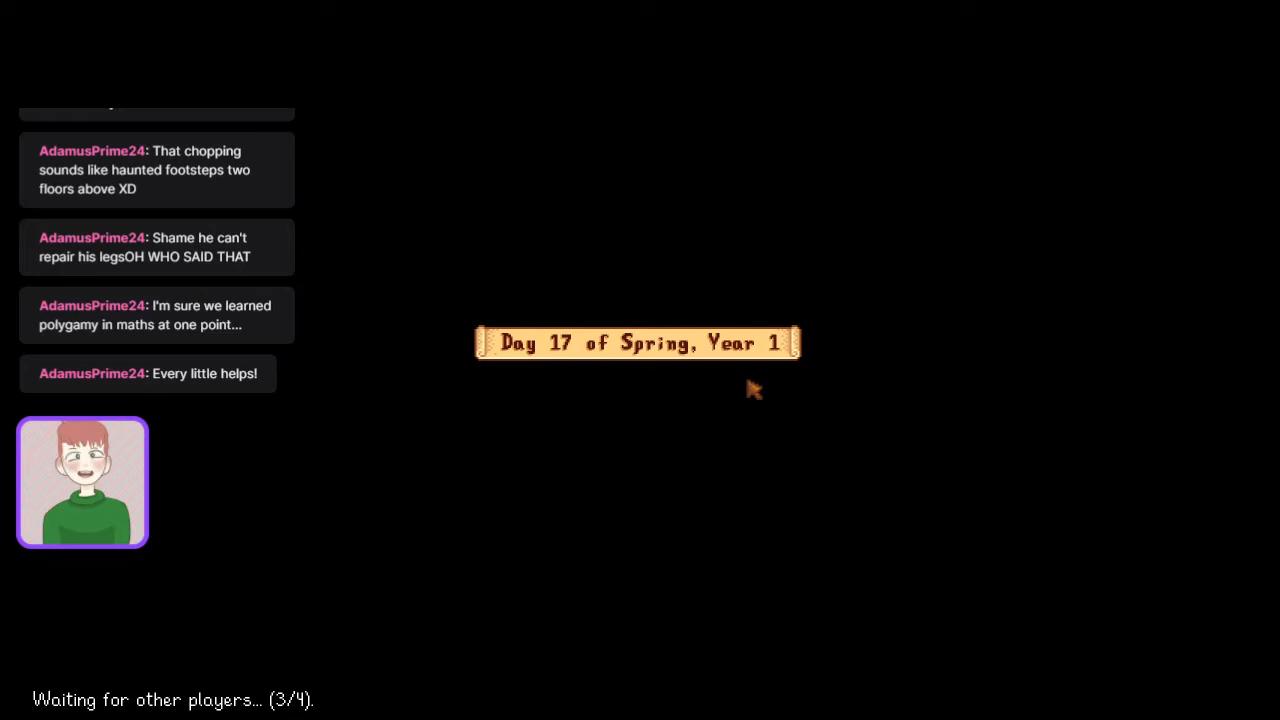 AdamusPrime24: That chopping
sounds like haunted footsteps two
floors above XD
AdamusPrime24: Shame he can't
repair his legsOH WHO SAID THAT
AdamusPrime24: I'm sure we learned
polygamy in maths at one point...
AdamusPrime24: Every little helps!
Day 17 of Spring, Year 1
Waiting for other players... (3/4).